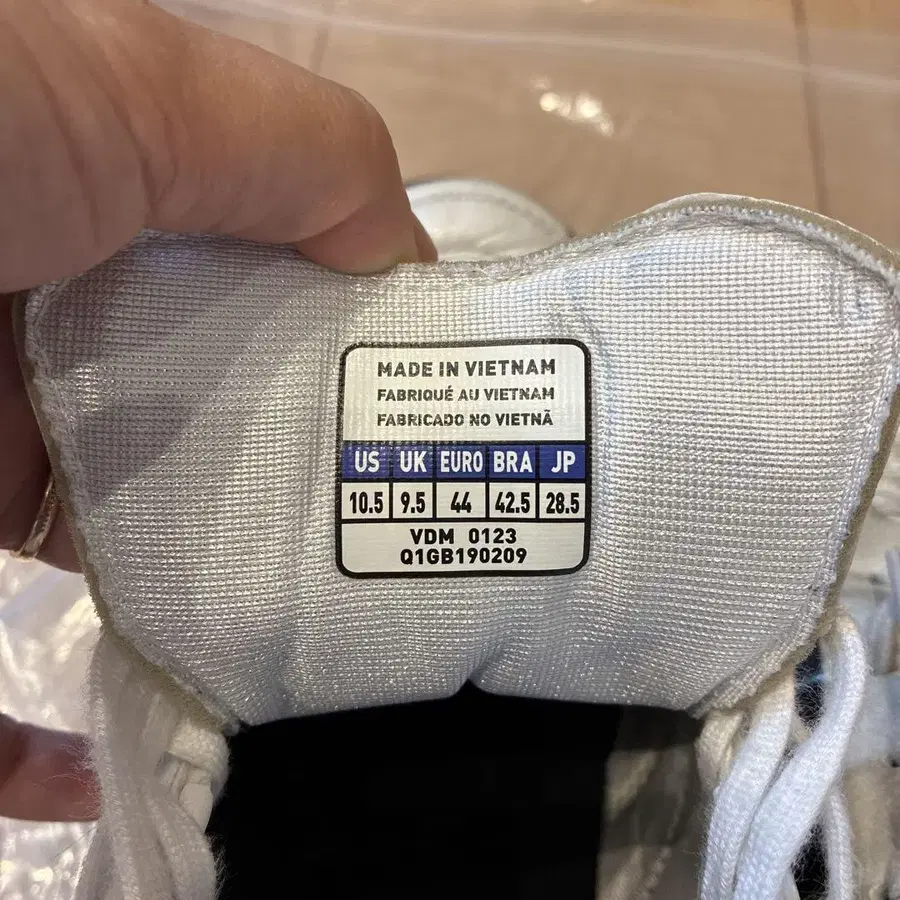 MADE IN VIETNAM
FABRIQUÉ AU VIETNAM
FABRICADO NO VIETNÃ
US UK EURO BRA JP
10.5 9.5 44 42.5 28.5
VDM 0123
Q1GB190209